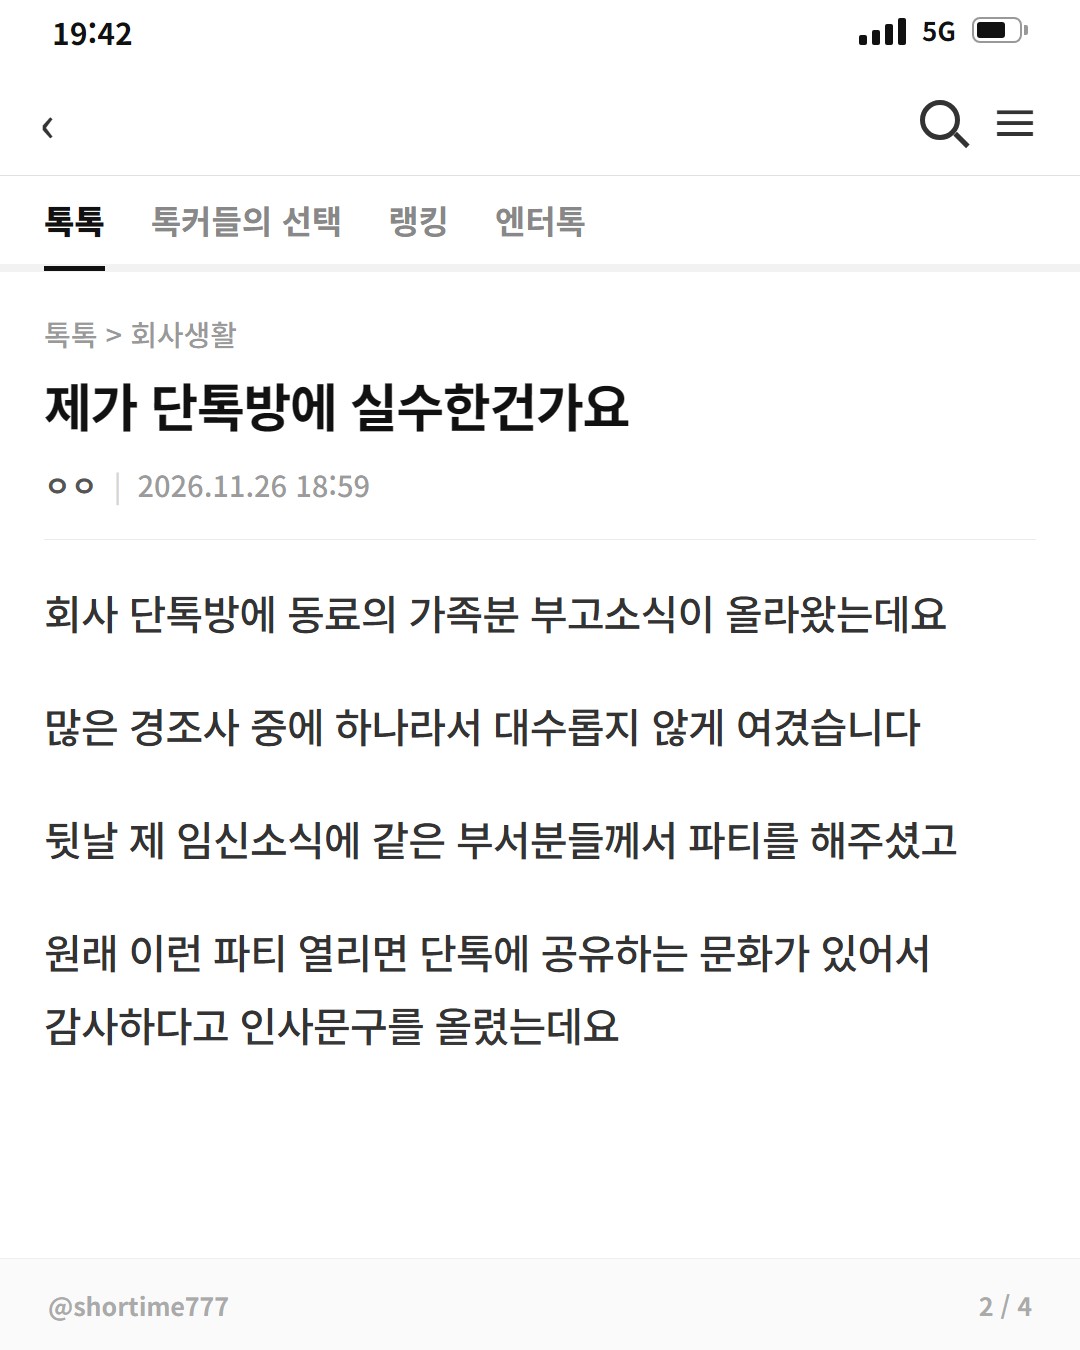 19:42
5G
톡톡 톡커들의 선택 랭킹 엔터톡
톡톡 > 회사생활
제가 단톡방에 실수한건가요
ㅇㅇ | 2026.11.26 18:59
회사 단톡방에 동료의 가족분 부고소식이 올라왔는데요
많은 경조사 중에 하나라서 대수롭지 않게 여겼습니다
뒷날 제 임신소식에 같은 부서분들께서 파티를 해주셨고
원래 이런 파티 열리면 단톡에 공유하는 문화가 있어서
감사하다고 인사문구를 올렸는데요
@shortime777
2 / 4